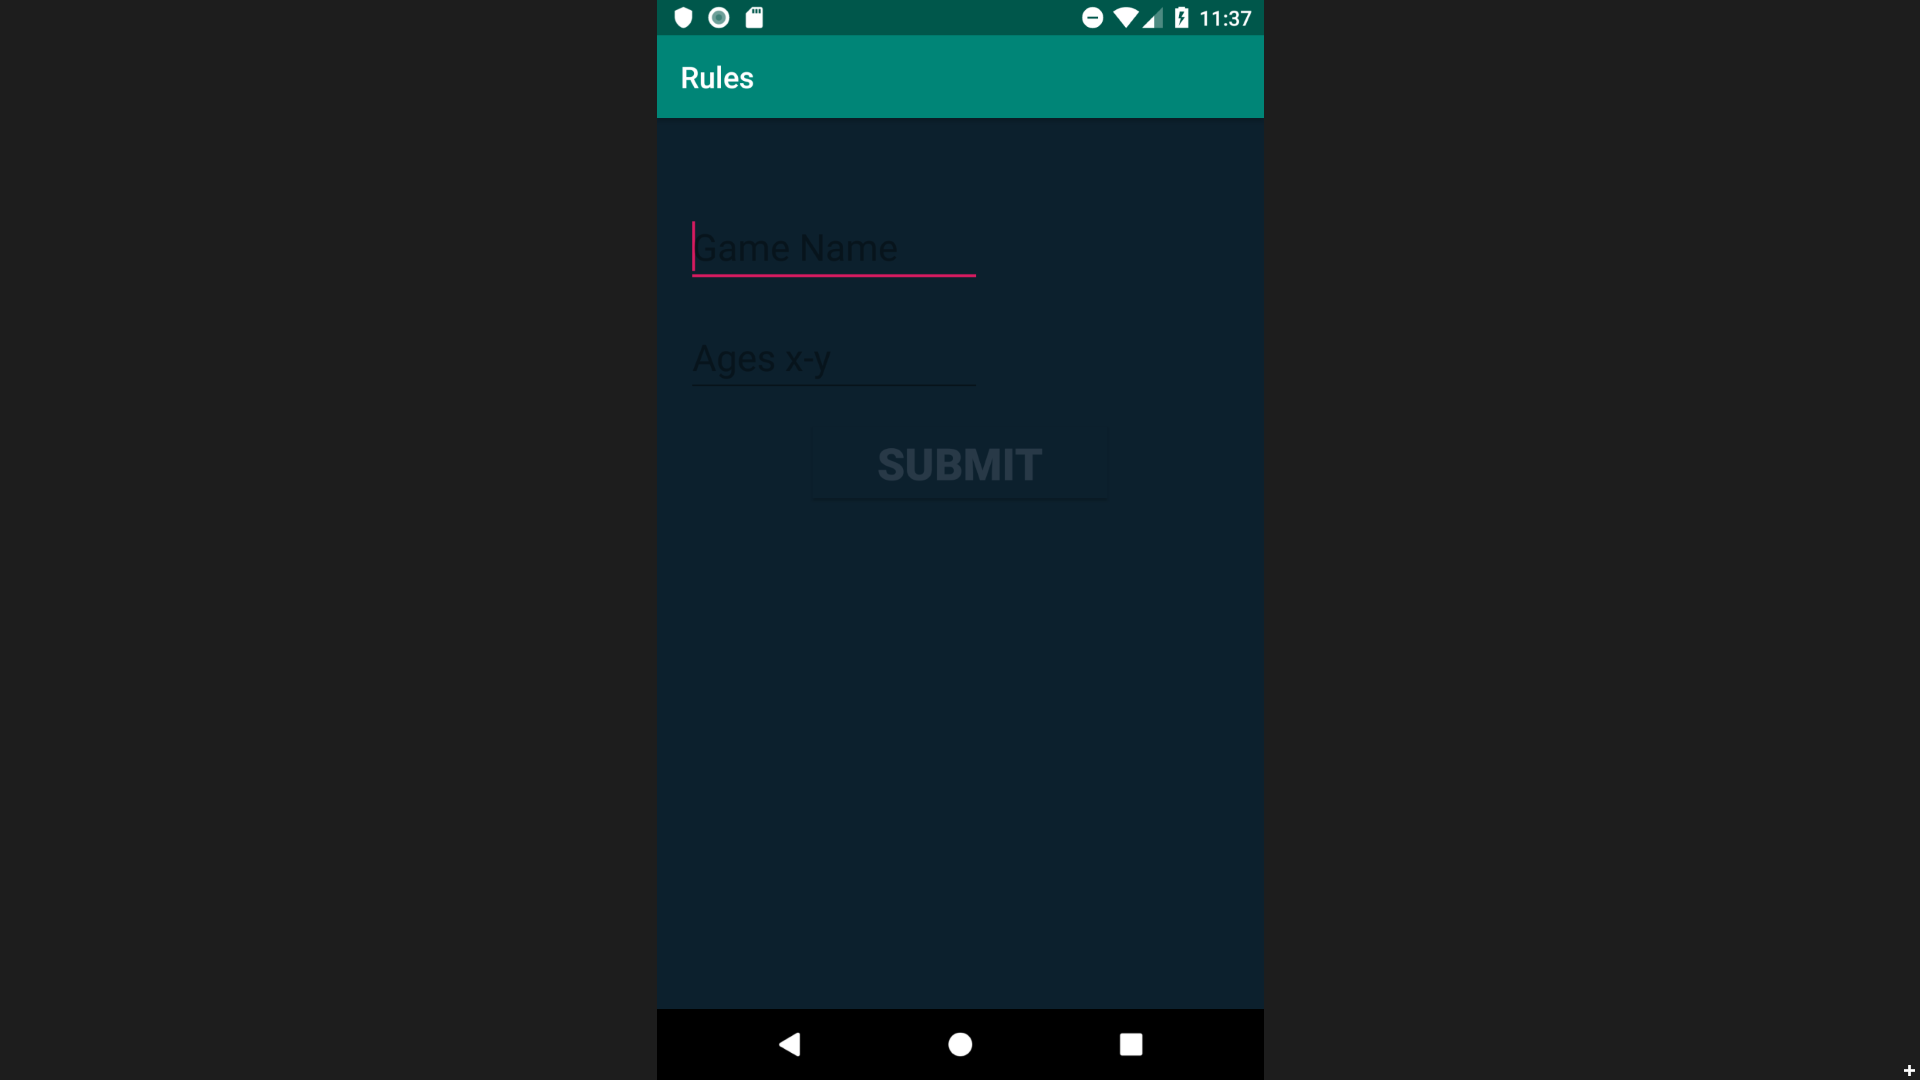 11:37
Rules
Game Name
Ages x-y
SUBMIT